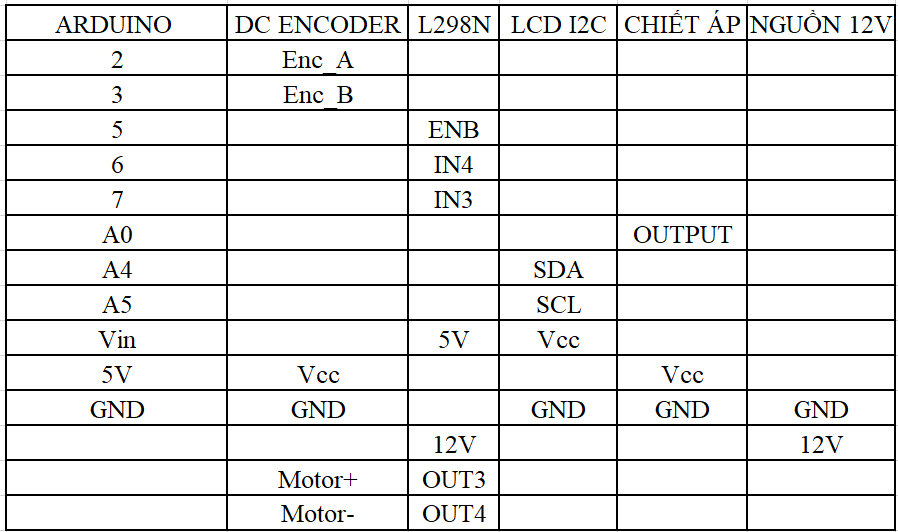 ARDUINO DC ENCODER L298N LCD I2C CHIẾT ÁP NGUỒN 12V
2 Enc_A
3 Enc_B
5 ENB
6 IN4
7 IN3
A0 OUTPUT
A4 SDA
A5 SCL
Vin 5V Vcc
5V Vcc Vcc
GND GND GND GND GND
12V 12V
Motor+ OUT3
Motor- OUT4